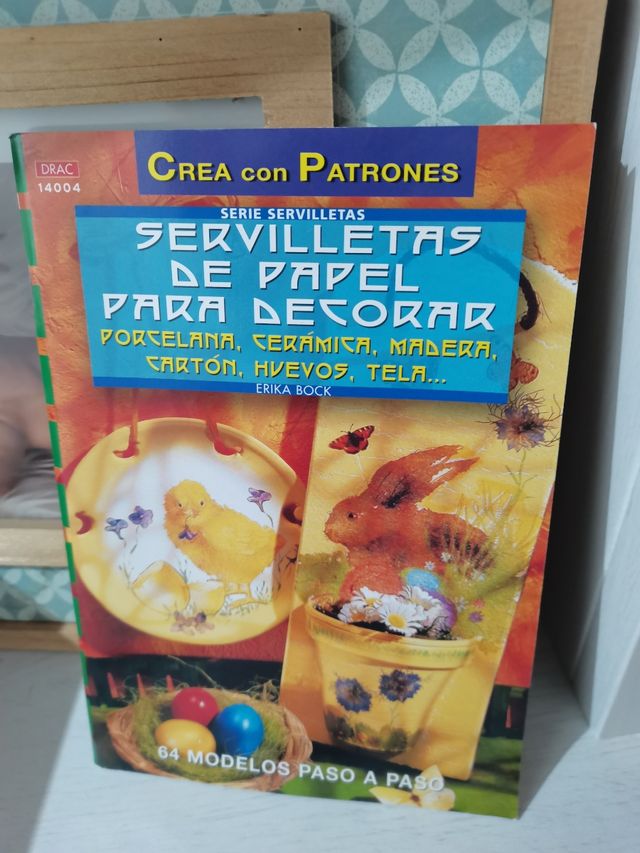 CREA CON PATRONES
DRAC
14004
SERIE SERVILLETAS
SERVILLETAS
DE PAPEL
PARA DECORAR
PORCELANA, CERÁMICA, MADERA,
CARTÓN, HUEVOS, TELA...
ERIKA BOCK
64 MODELOS PASO A PASO